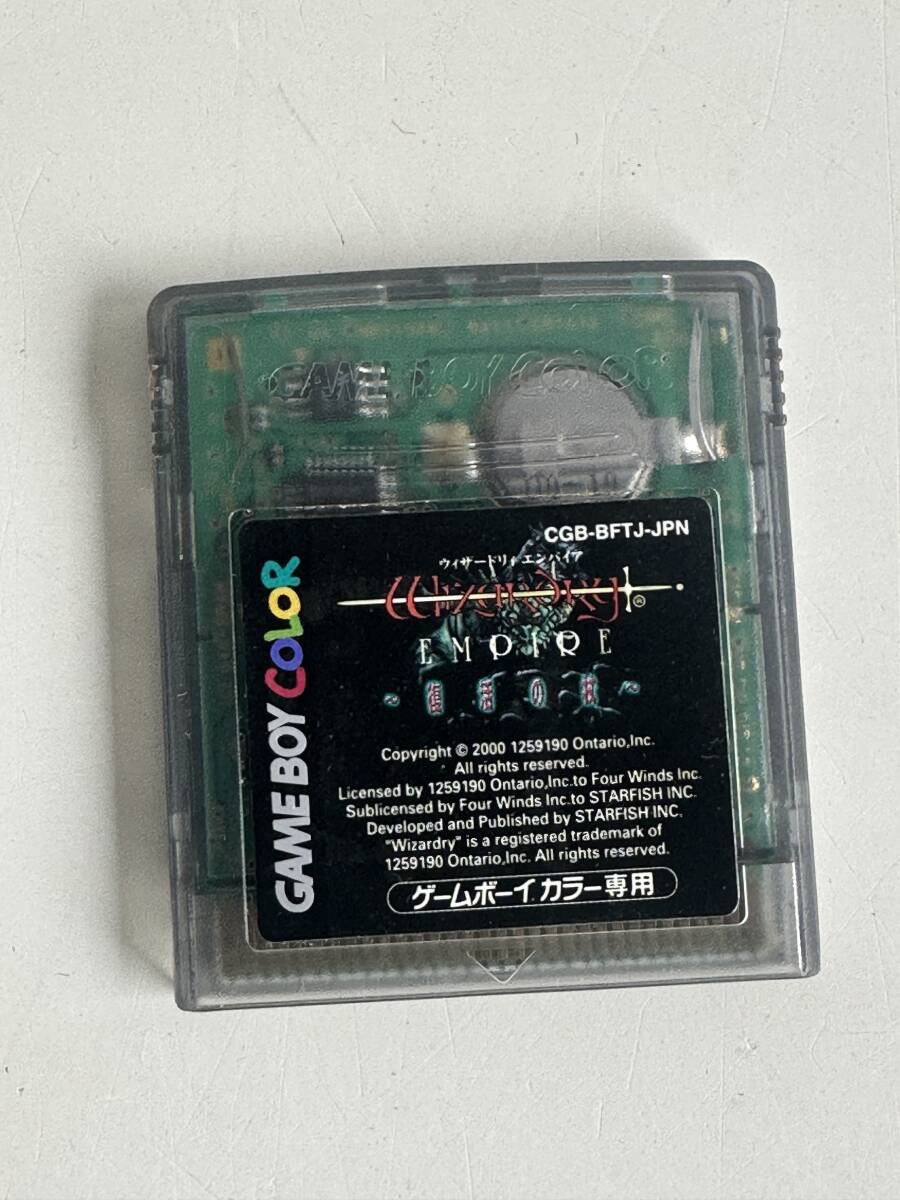 GAME BOY COLOR
CGB-BFTJ-JPN
ウィザードリィ エンパイア
Wizardry®
EMPIRE
~復活の杖~
Copyright © 2000 1259190 Ontario,Inc.
All rights reserved.
Licensed by 1259190 Ontario,Inc.to Four Winds Inc.
Sublicensed by Four Winds Inc.to STARFISH INC.
Developed and Published by STARFISH INC.
"Wizardry" is a registered trademark of
1259190 Ontario,Inc. All rights reserved.
ゲームボーイカラー専用
GAME BOY COLOR